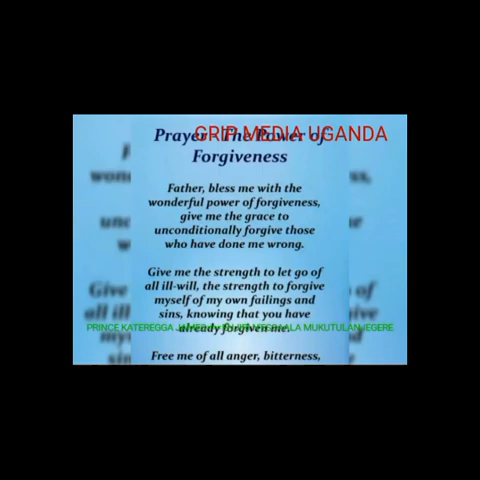 Prayer - The Power of
GRIP MEDIA UGANDA
Forgiveness
Father, bless me with the
wonderful power of forgiveness,
give me the grace to
unconditionally forgive those
who have done me wrong.
Give me the strength to let go of
all ill-will, the strength to forgive
myself of my own failings and
sins, knowing that you have
PRINCE KATEREGGA MUKUTULANJEGERE
already forgiven me.
Free me of all anger, bitterness,